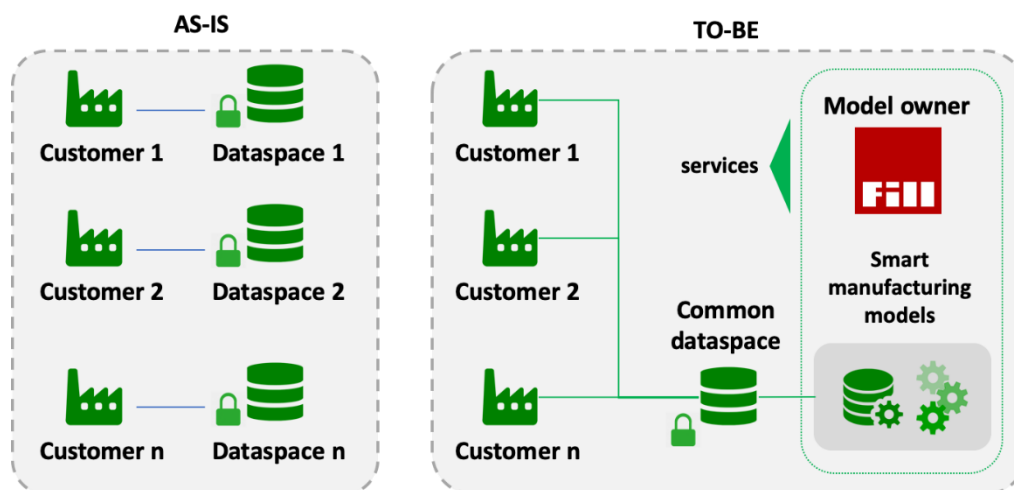 AS-IS
Customer 1
Dataspace 1
Customer 2
Dataspace 2
Customer n
Dataspace n
TO-BE
Customer 1
Customer 2
Customer n
Common
dataspace
services
Model owner
Fill
Smart
manufacturing
models